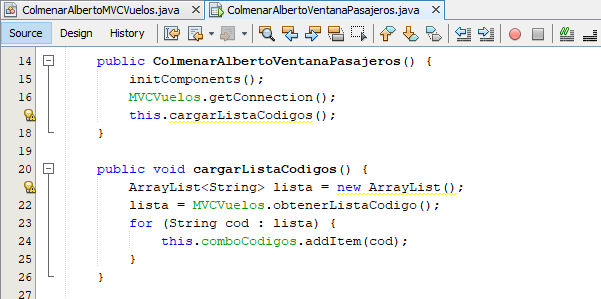 ColmenarAlbertoMVCVuelos.java ColmenarAlbertoVentanaPasajeros.java
Source Design History
14 public ColmenarAlbertoVentanaPasajeros() {
15 initComponents();
16 MVCVuelos.getConnection();
this.cargarListaCodigos();
18 }
19
20 public void cargarListaCodigos() {
ArrayList<String> lista = new ArrayList();
22 lista = MVCVuelos.obtenerListaCodigo();
23 for (String cod : lista) {
24 this.comboCodigos.addItem(cod);
25 }
26 }
27